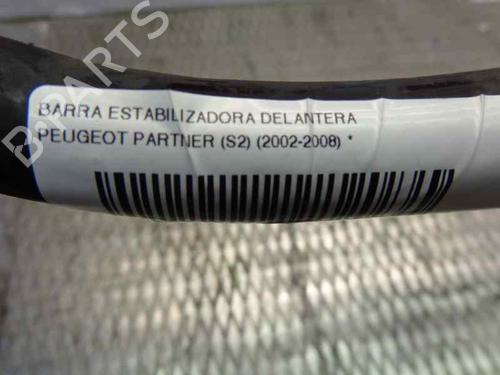 BARRA ESTABILIZADORA DELANTERA
PEUGEOT PARTNER (S2) (2002-2008) *
B-PARTS